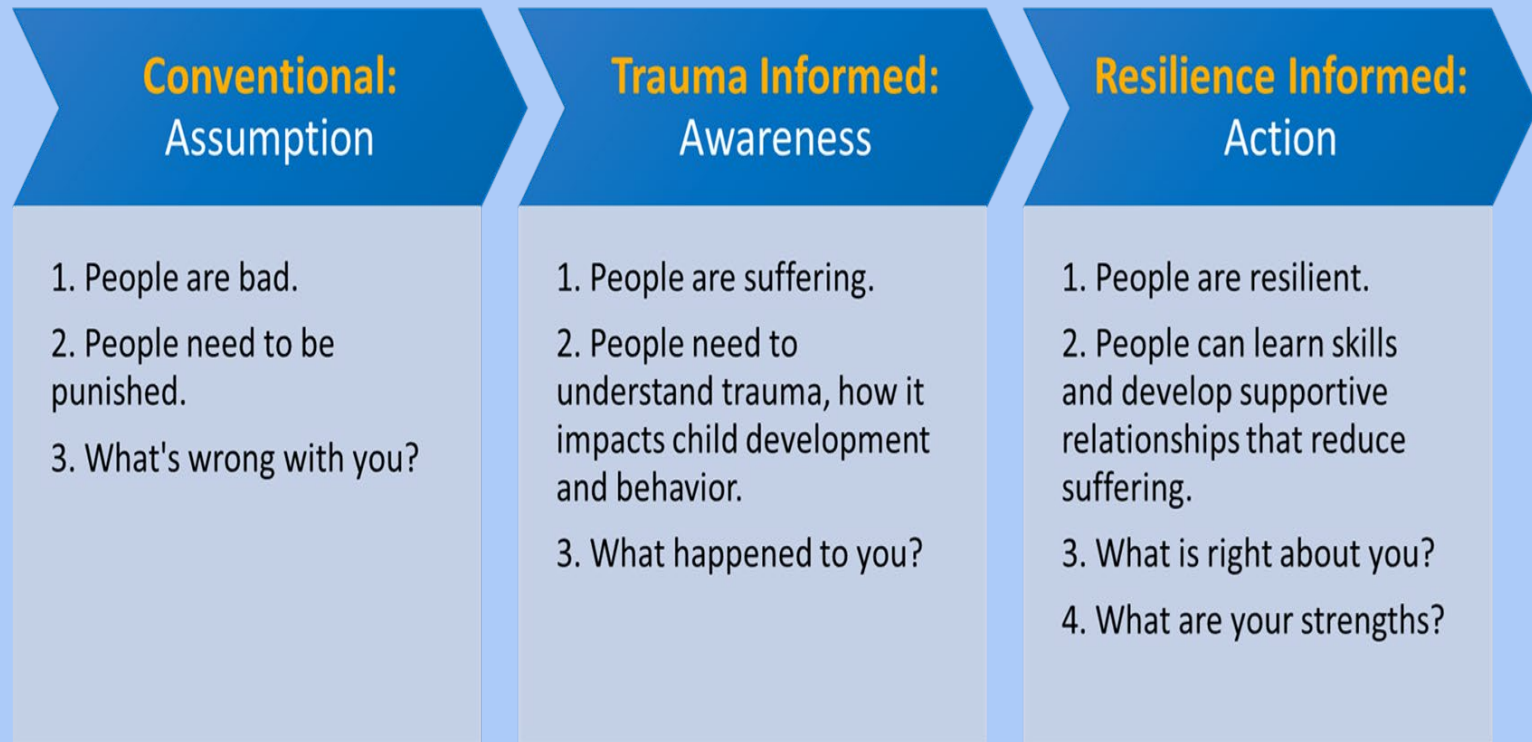 Conventional:
Assumption
1. People are bad.
2. People need to be
punished.
3. What's wrong with you?
Trauma Informed:
Awareness
1. People are suffering.
2. People need to
understand trauma, how it
impacts child development
and behavior.
3. What happened to you?
Resilience Informed:
Action
1. People are resilient.
2. People can learn skills
and develop supportive
relationships that reduce
suffering.
3. What is right about you?
4. What are your strengths?